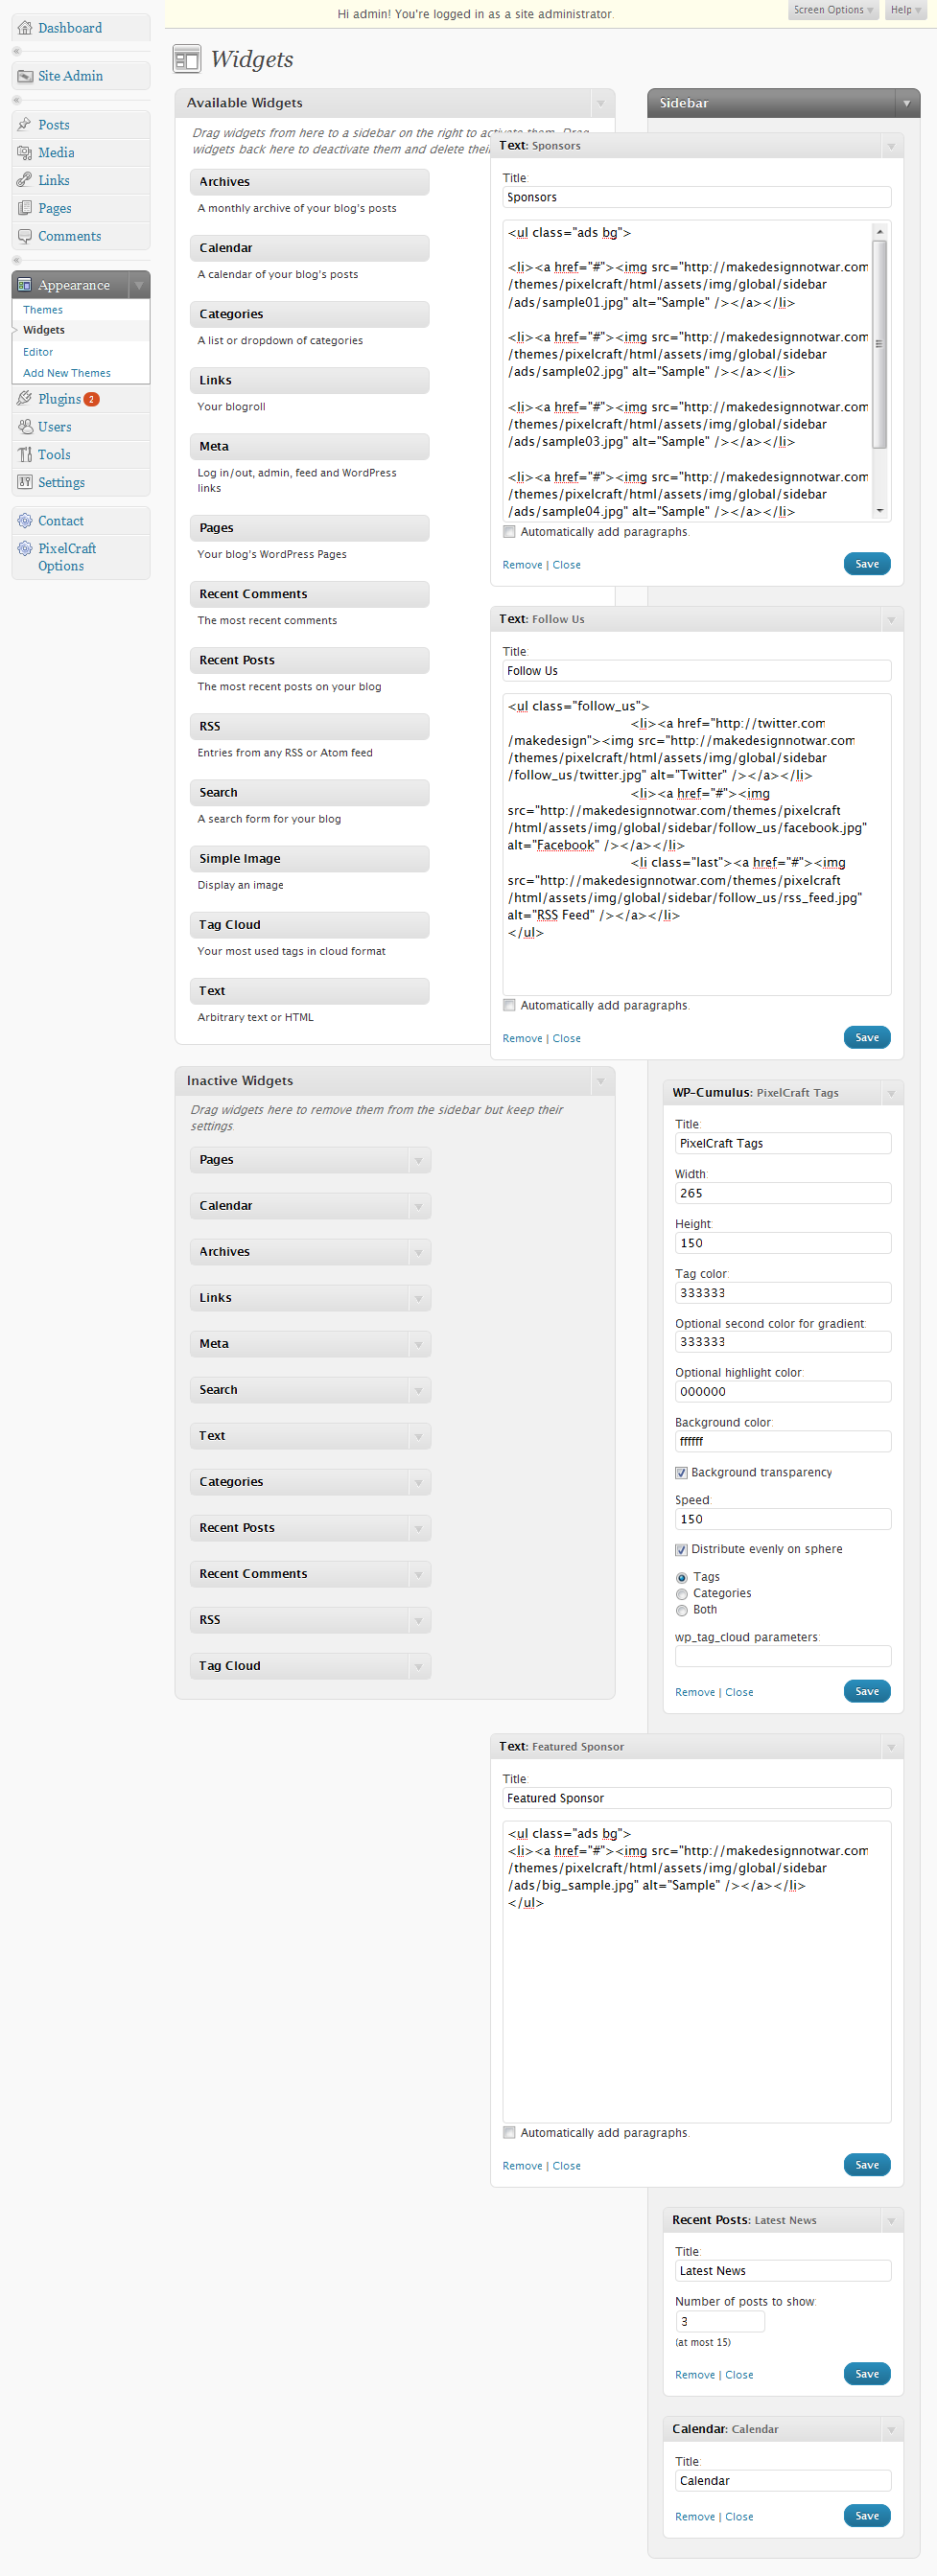 Hi admin! You're logged in as a site administrator.
Screen Options
Help
Dashboard
Site Admin
Posts
Media
Links
Pages
Comments
Appearance
Themes
Widgets
Editor
Add New Themes
Plugins 2
Users
Tools
Settings
Contact
PixelCraft
Options
Widgets
Available Widgets
Drag widgets from here to a sidebar on the right to activate them. Drag
widgets back here to deactivate them and delete their
Archives
A monthly archive of your blog's posts
Calendar
A calendar of your blog's posts
Categories
A list or dropdown of categories
Links
Your blogroll
Meta
Log in/out, admin, feed and WordPress
links
Pages
Your blog's WordPress Pages
Recent Comments
The most recent comments
Recent Posts
The most recent posts on your blog
RSS
Entries from any RSS or Atom feed
Search
A search form for your blog
Simple Image
Display an image
Tag Cloud
Your most used tags in cloud format
Text
Arbitrary text or HTML
Inactive Widgets
Drag widgets here to remove them from the sidebar but keep their
settings.
Pages
Calendar
Archives
Links
Meta
Search
Text
Categories
Recent Posts
Recent Comments
RSS
Tag Cloud
Sidebar
Text: Sponsors
Title:
Sponsors
<ul class="ads bg">
<li><a href="#"><img src="http://makedesignnotwar.com
/themes/pixelcraft/html/assets/img/global/sidebar
/ads/sample01.jpg" alt="Sample" /></a></li>
<li><a href="#"><img src="http://makedesignnotwar.com
/themes/pixelcraft/html/assets/img/global/sidebar
/ads/sample02.jpg" alt="Sample" /></a></li>
<li><a href="#"><img src="http://makedesignnotwar.com
/themes/pixelcraft/html/assets/img/global/sidebar
/ads/sample03.jpg" alt="Sample" /></a></li>
<li><a href="#"><img src="http://makedesignnotwar.com
/themes/pixelcraft/html/assets/img/global/sidebar
/ads/sample04.jpg" alt="Sample" /></a></li>
Automatically add paragraphs.
Remove | Close
Save
Text: Follow Us
Title:
Follow Us
<ul class="follow_us">
<li><a href="http://twitter.com
/makedesign"><img src="http://makedesignnotwar.com
/themes/pixelcraft/html/assets/img/global/sidebar
/follow_us/twitter.jpg" alt="Twitter" /></a></li>
<li><a href="#"><img
src="http://makedesignnotwar.com/themes/pixelcraft
/html/assets/img/global/sidebar/follow_us/facebook.jpg"
alt="Facebook" /></a></li>
<li class="last"><a href="#"><img
src="http://makedesignnotwar.com/themes/pixelcraft
/html/assets/img/global/sidebar/follow_us/rss_feed.jpg"
alt="RSS Feed" /></a></li>
</ul>
Automatically add paragraphs.
Remove | Close
Save
WP-Cumulus: PixelCraft Tags
Title:
PixelCraft Tags
Width:
265
Height:
150
Tag color:
333333
Optional second color for gradient:
333333
Optional highlight color:
000000
Background color:
ffffff
Background transparency
Speed:
150
Distribute evenly on sphere
Tags
Categories
Both
wp_tag_cloud parameters:
Remove | Close
Save
Text: Featured Sponsor
Title:
Featured Sponsor
<ul class="ads bg">
<li><a href="#"><img src="http://makedesignnotwar.com
/themes/pixelcraft/html/assets/img/global/sidebar
/ads/big_sample.jpg" alt="Sample" /></a></li>
</ul>
Automatically add paragraphs.
Remove | Close
Save
Recent Posts: Latest News
Title:
Latest News
Number of posts to show:
3
(at most 15)
Remove | Close
Save
Calendar: Calendar
Title:
Calendar
Remove | Close
Save